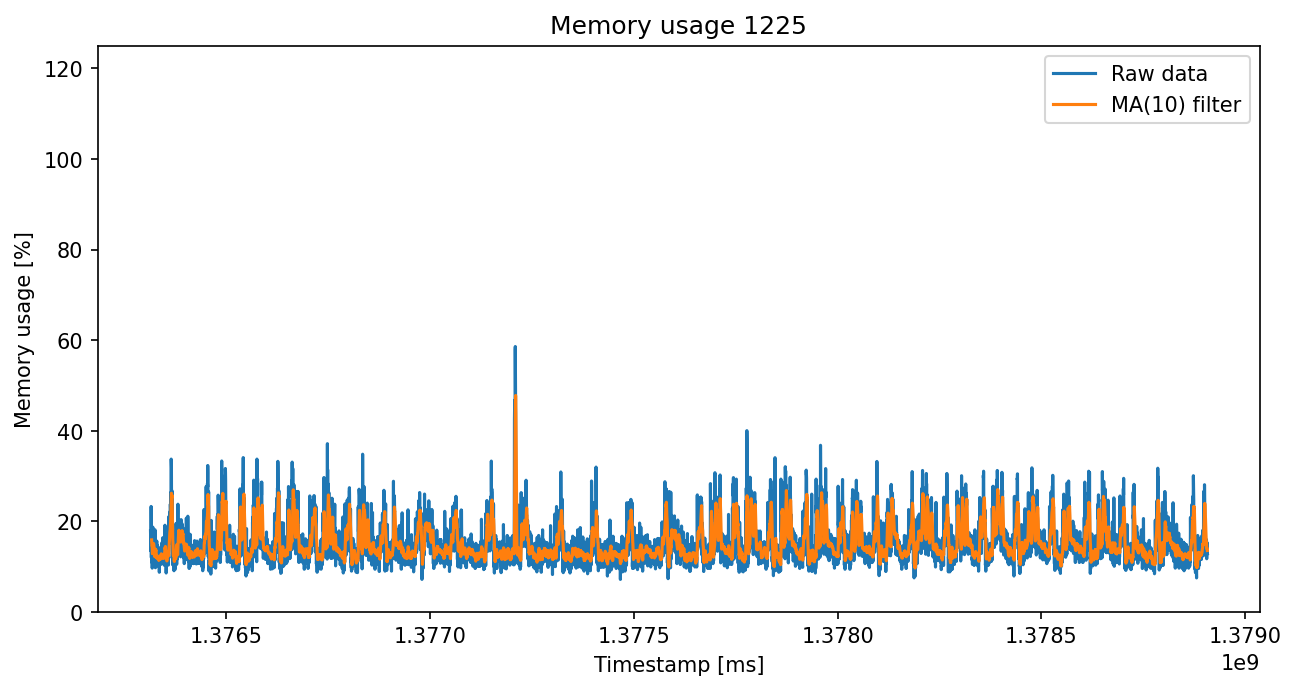 Memory usage 1225
Raw data
MA(10) filter
Memory usage [%]
120
100
80
60
40
20
0
1.3765 1.3770 1.3775 1.3780 1.3785 1.3790
1e9
Timestamp [ms]